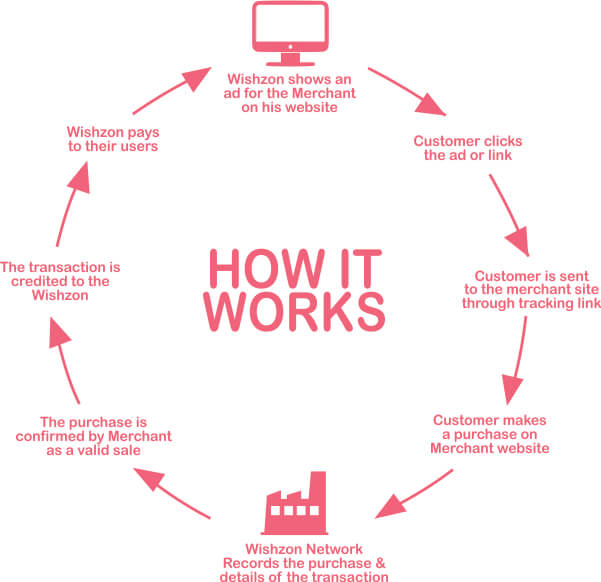 Wishzon shows an
ad for the Merchant
on his website
Customer clicks
the ad or link
Customer is sent
to the merchant site
through tracking link
Customer makes
a purchase on
Merchant website
Wishzon Network
Records the purchase &
details of the transaction
The purchase is
confirmed by Merchant
as a valid sale
The transaction is
credited to the
Wishzon
Wishzon pays
to their users
HOW IT
WORKS